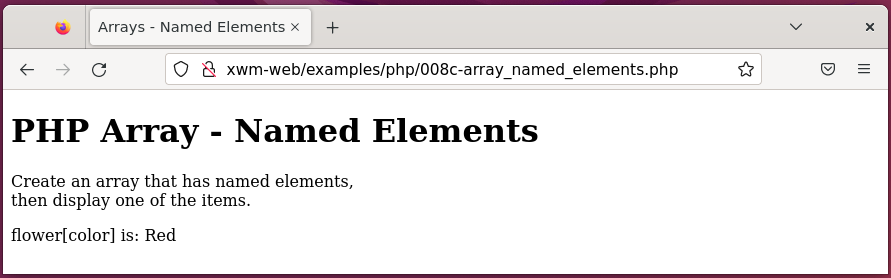 Arrays - Named Elements
xwm-web/examples/php/008c-array_named_elements.php
PHP Array - Named Elements
Create an array that has named elements,
then display one of the items.
flower[color] is: Red